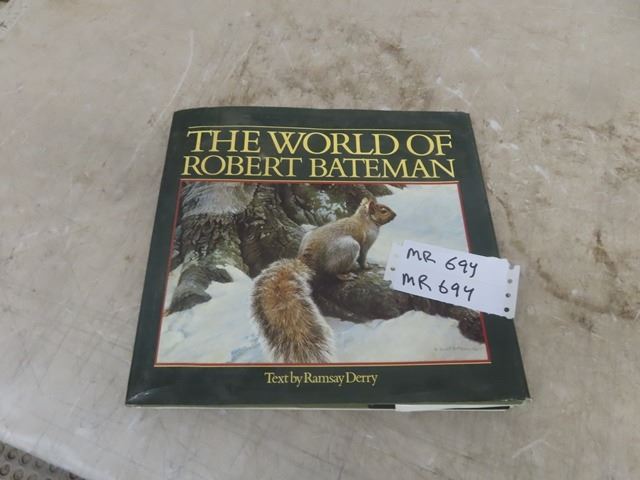 THE WORLD OF
ROBERT BATEMAN
MR 694
MR 694
Text by Ramsay Derry